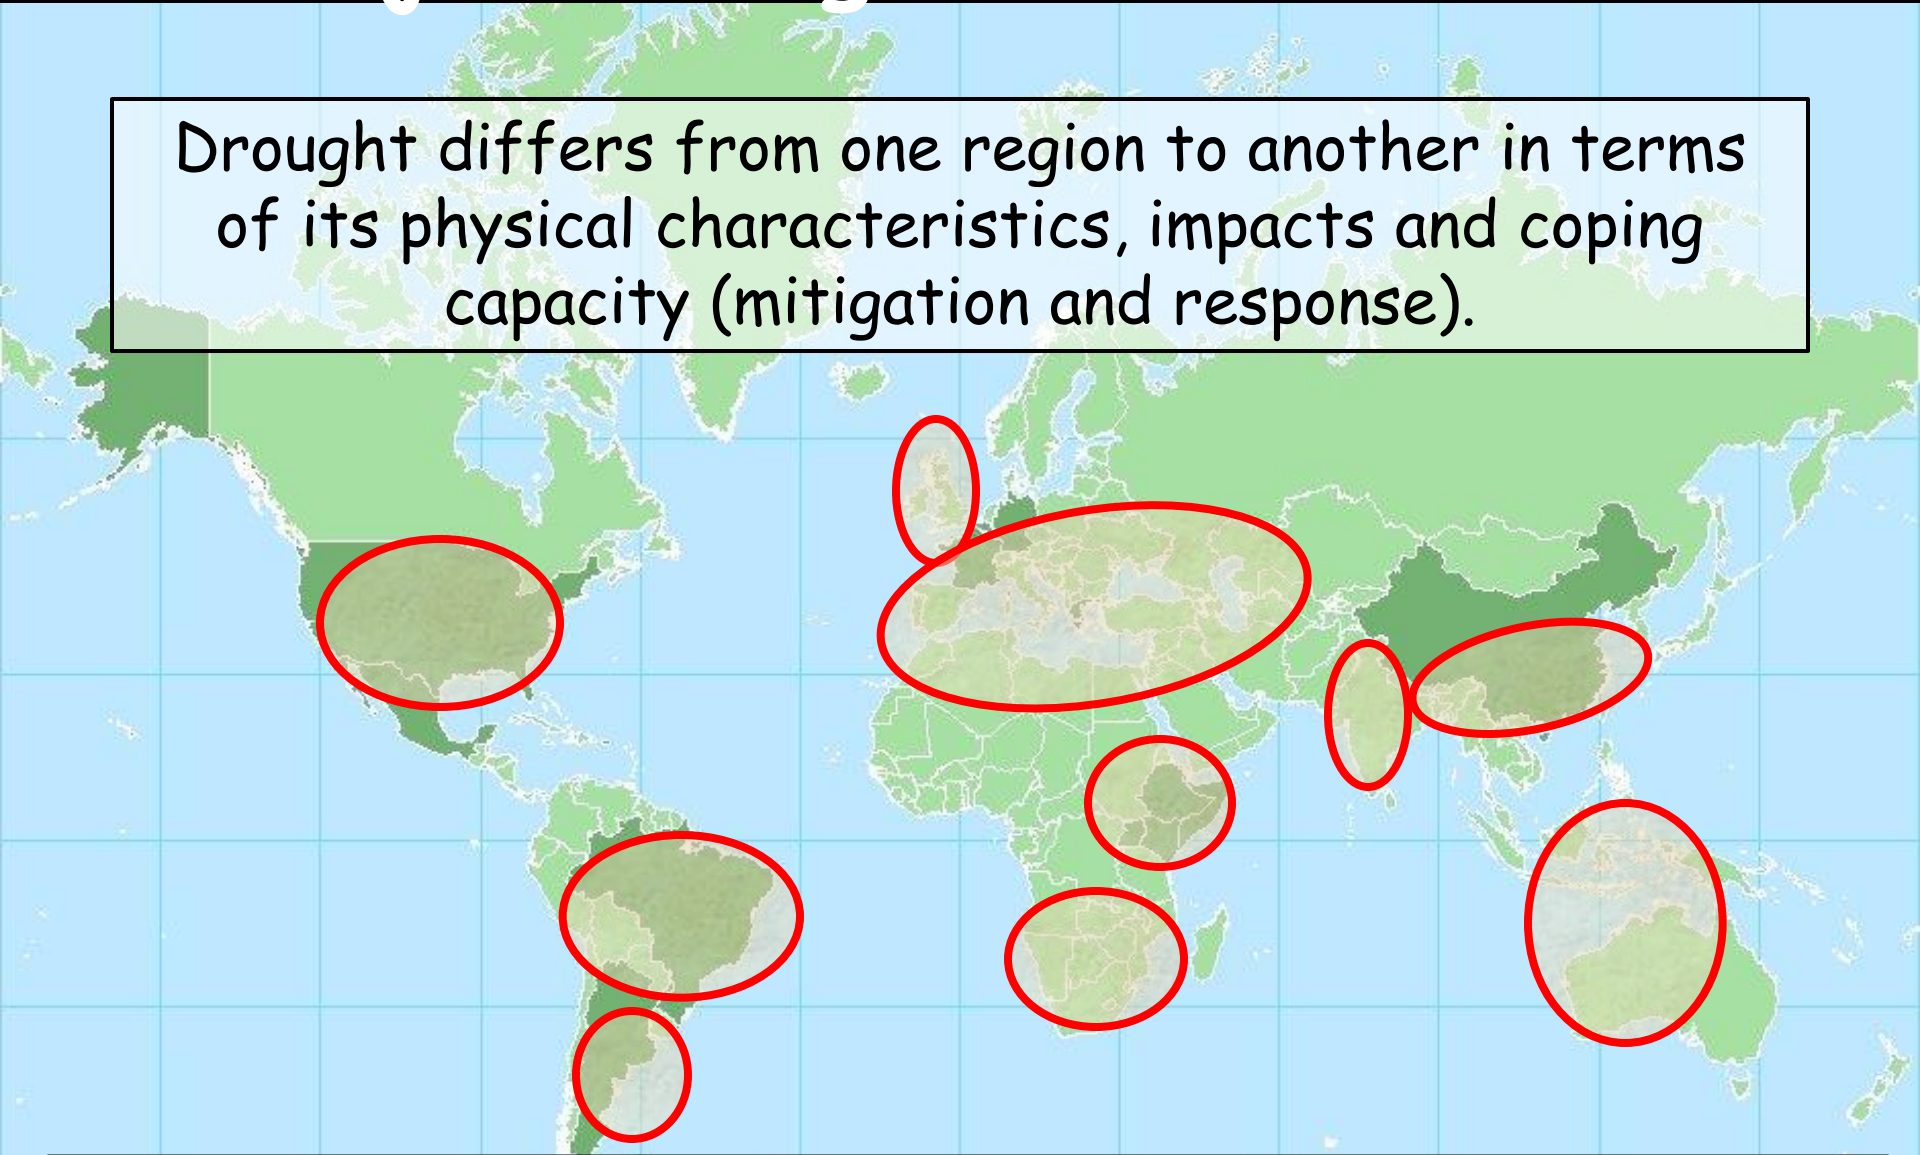 Drought differs from one region to another in terms
of its physical characteristics, impacts and coping
capacity (mitigation and response).